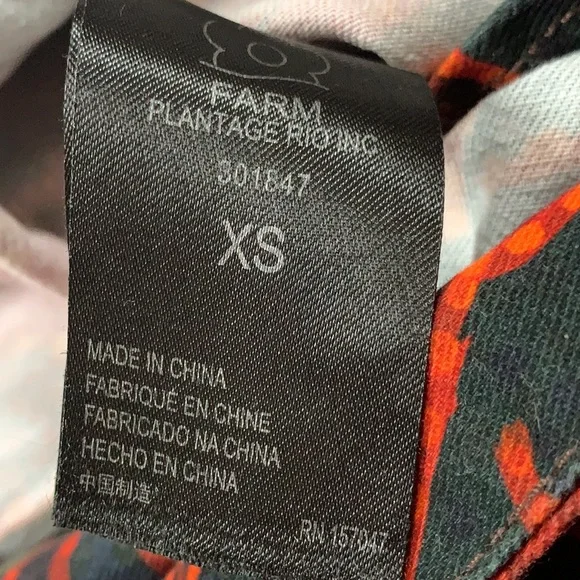 FARM
PLANTAGE RIO INC
301847
XS
MADE IN CHINA
FABRIQUÉ EN CHINE
FABRICADO NA CHINA
HECHO EN CHINA
中国制造
RN 157047